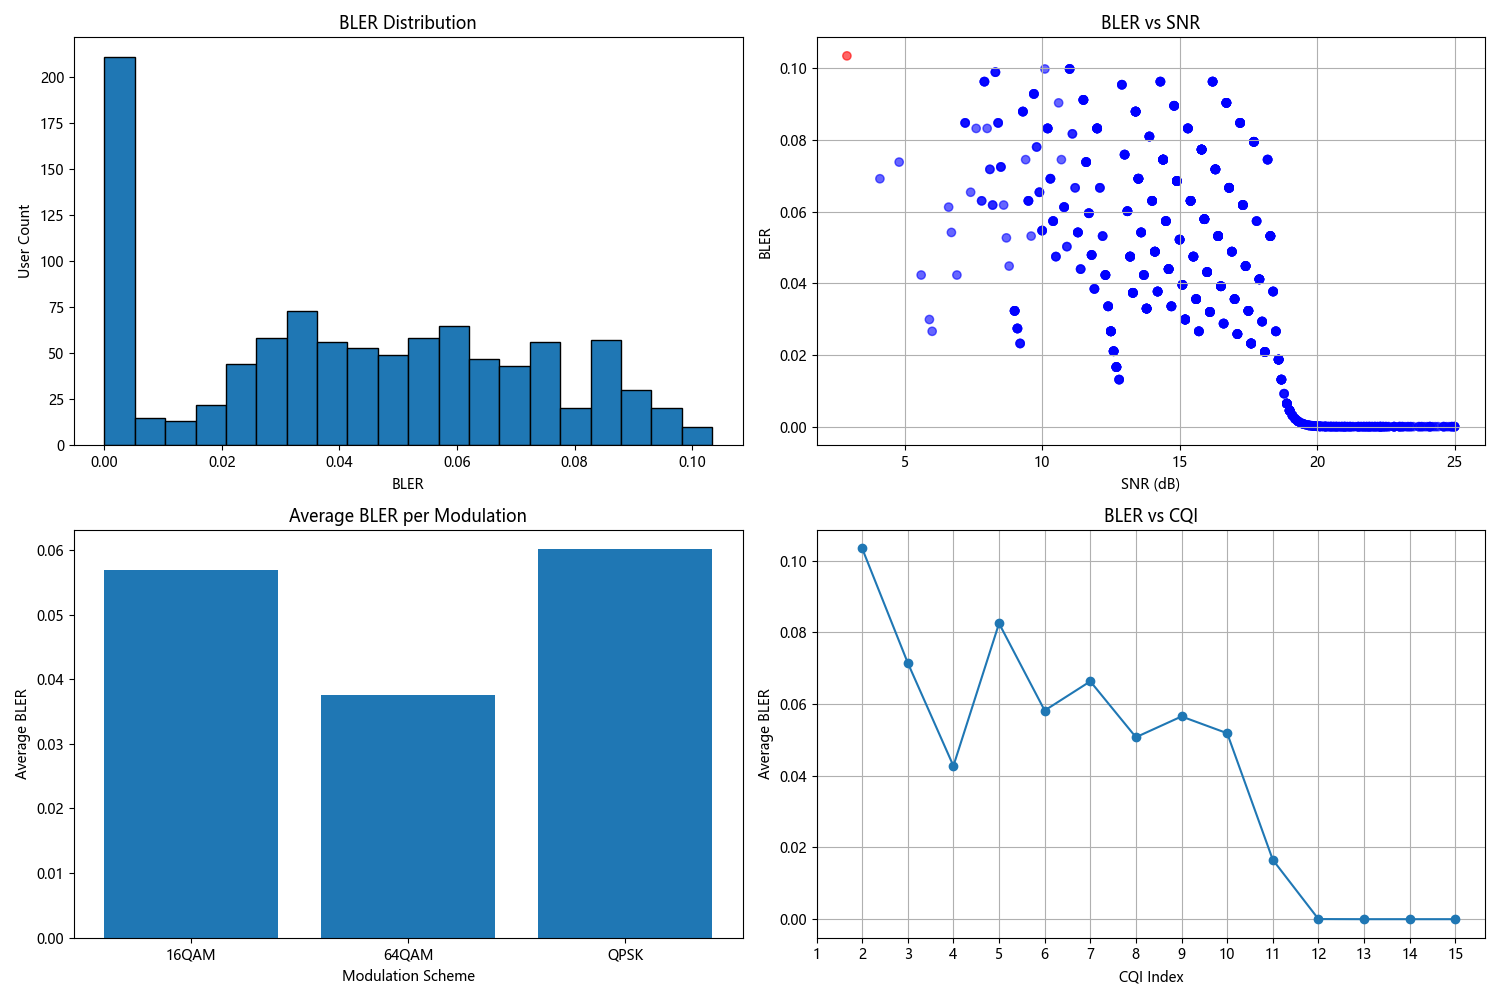 BLER Distribution
User Count
200
175
150
125
100
75
50
25
0
0.00 0.02 0.04 0.06 0.08 0.10
BLER
BLER vs SNR
BLER
0.10
0.08
0.06
0.04
0.02
0.00
5 10 15 20 25
SNR (dB)
Average BLER per Modulation
Average BLER
0.06
0.05
0.04
0.03
0.02
0.01
0.00
16QAM 64QAM QPSK
Modulation Scheme
BLER vs CQI
Average BLER
0.10
0.08
0.06
0.04
0.02
0.00
1 2 3 4 5 6 7 8 9 10 11 12 13 14 15
CQI Index